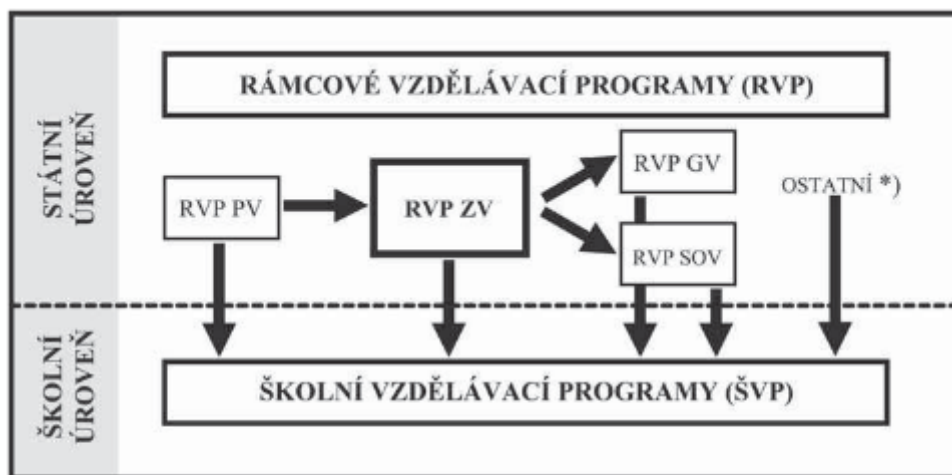 STÁTNÍ
ÚROVEŇ
RÁMCOVÉ VZDĚLÁVACÍ PROGRAMY (RVP)
RVP PV
RVP ZV
RVP GV
RVP SOV
OSTATNÍ *)
ŠKOLNÍ
ÚROVEŇ
ŠKOLNÍ VZDĚLÁVACÍ PROGRAMY (ŠVP)